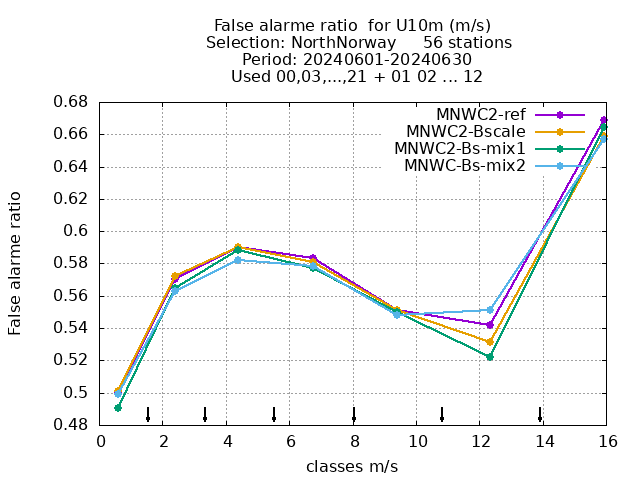 False alarme ratio  for U10m (m/s)
Selection: NorthNorway     56 stations
Period: 20240601-20240630
Used 00,03,...,21 + 01 02 ... 12
MNWC2-ref
MNWC2-Bscale
MNWC2-Bs-mix1
MNWC-Bs-mix2
False alarme ratio
0.68
0.66
0.64
0.62
0.6
0.58
0.56
0.54
0.52
0.5
0.48
0 2 4 6 8 10 12 14 16
classes m/s